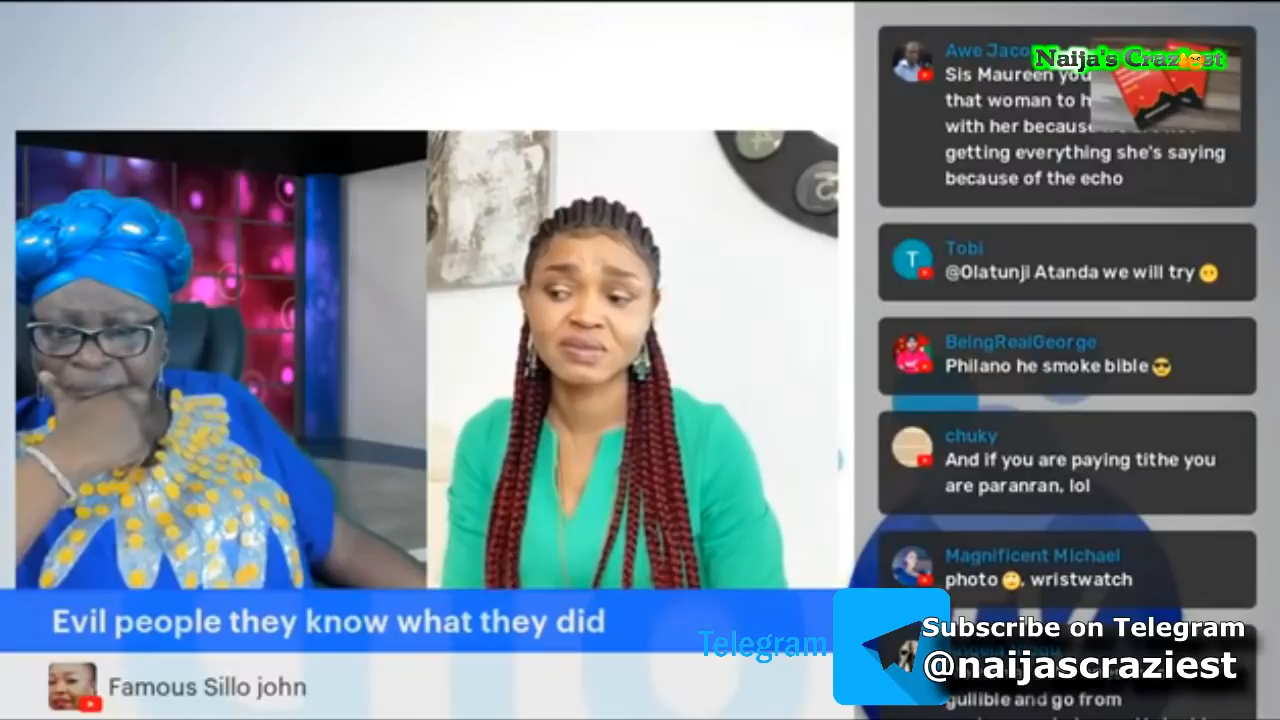 Awe Jaco
Naija's Craziest
Sis Maureen you
that woman to h
with her because
getting everything she's saying
because of the echo
T
Tobi
@Olatunji Atanda we will try
BeingRealGeorge
Philano he smoke bible
chuky
And if you are paying tithe you
are paranran, lol
Magnificent Michael
photo , wristwatch
gullible and go from
Evil people they know what they did
Famous Sillo john
Telegram
Subscribe on Telegram
@naijascraziest